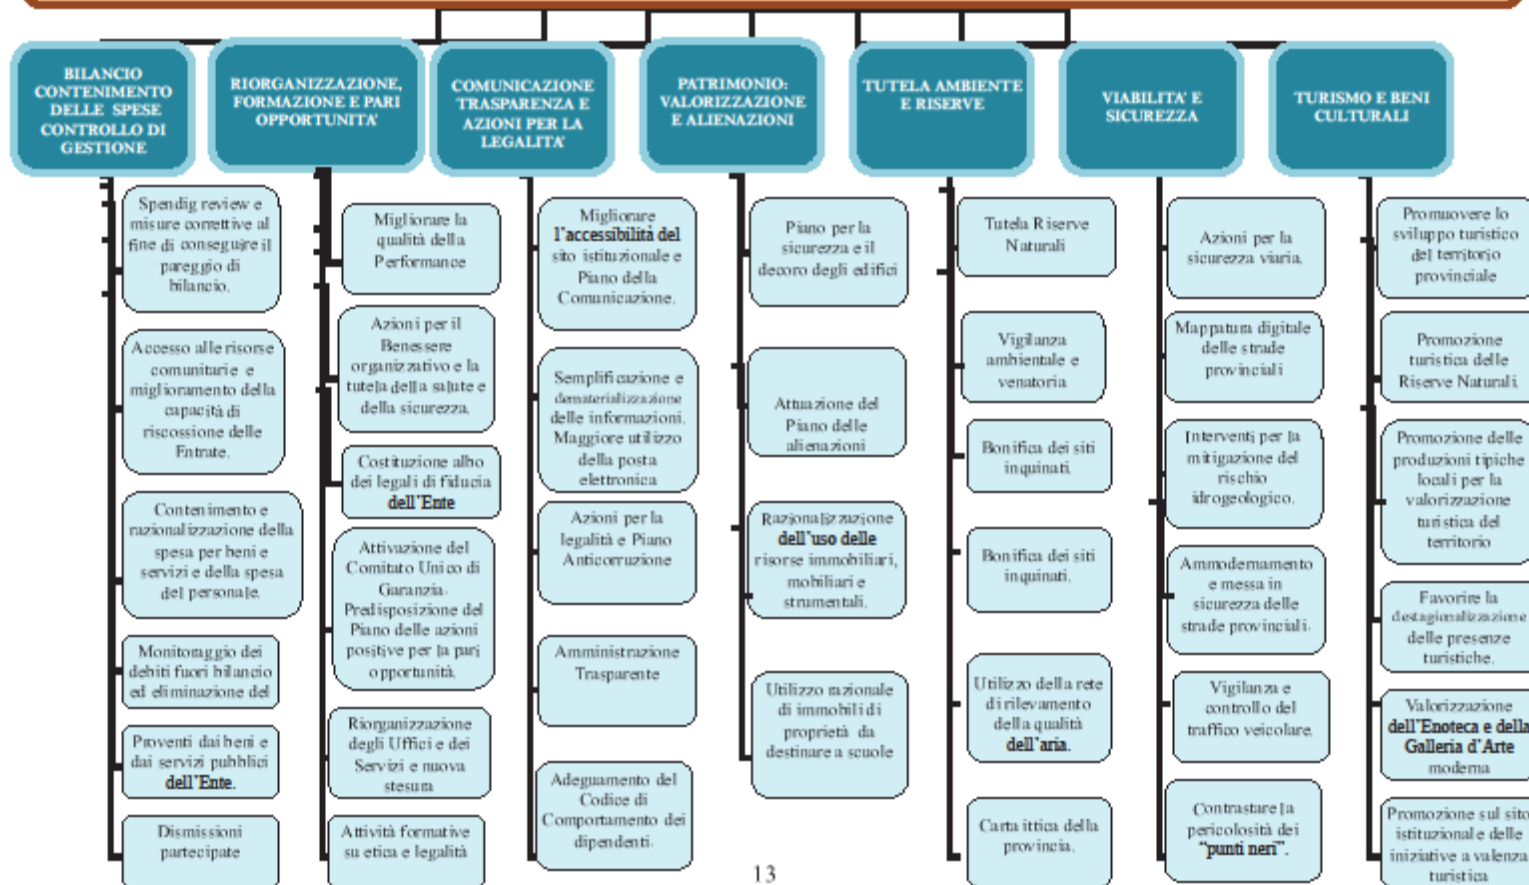 BILANCIO
CONTENIMENTO
DELLE SPESE
CONTROLLO DI
GESTIONE
RIORGANIZZAZIONE,
FORMAZIONE E PARI
OPPORTUNITA'
COMUNICAZIONE
TRASPARENZA E
AZIONI PER LA
LEGALITA'
PATRIMONIO:
VALORIZZAZIONE
E ALIENAZIONI
TUTELA AMBIENTE
E RISERVE
VIABILITA' E
SICUREZZA
TURISMO E BENI
CULTURALI
Spendig review e
misure correttive al
fine di conseguire il
pareggio di
bilancio.
Accesso alle risorse
comunitarie e
miglioramento della
capacità di
riscossione delle
Entrate.
Contenimento e
razionalizzazione della
spesa per beni e
servizi e della spesa
del personale.
Monitoraggio dei
debiti fuori bilancio
ed eliminazione del
Proventi dai beni e
dai servizi pubblici
dell'Ente.
Dismissioni
partecipate
Migliorare la
qualità della
Performance
Azioni per il
Benessere
organizzativo e la
tutela della salute e
della sicurezza.
Costituzione albo
dei legali di fiducia
dell'Ente
Attivazione del
Comitato Unico di
Garanzia.
Predisposizione del
Piano delle azioni
positive per la pari
opportunità.
Riorganizzazione
degli Uffici e dei
Servizi e nuova
stesura
Attività formative
su etica e legalità
Migliorare
l'accessibilità del
sito istituzionale e
Piano della
Comunicazione.
Semplificazione e
dematerializzazione
delle informazioni.
Maggiore utilizzo
della posta
elettronica
Azioni per la
legalità e Piano
Anticorruzione
Amministrazione
Trasparente
Adeguamento del
Codice di
Comportamento dei
dipendenti.
Piano per la
sicurezza e il
decoro degli edifici
Attuazione del
Piano delle
alienazioni
Razionalizzazione
dell'uso delle
risorse immobiliari,
mobiliari e
strumentali.
Utilizzo razionale
di immobili di
proprietà da
destinare a scuole
Tutela Riserve
Naturali
Vigilanza
ambientale e
venatoria
Bonifica dei siti
inquinati.
Bonifica dei siti
inquinati.
Utilizzo della rete
di rilevamento
della qualità
dell'aria.
Carta ittica della
provincia.
Azioni per la
sicurezza viaria.
Mappatura digitale
delle strade
provinciali
Interventi per la
mitigazione del
rischio
idrogeologico.
Ammodernamento
e messa in
sicurezza delle
strade provinciali.
Vigilanza e
controllo del
traffico veicolare.
Contrastare la
pericolosità dei
"punti neri".
Promuovere lo
sviluppo turistico
del territorio
provinciale
Promozione
turistica delle
Riserve Naturali.
Promozione delle
produzioni tipiche
locali per la
valorizzazione
turistica del
territorio
Favorire la
destagionalizzazione
delle presenze
turistiche.
Valorizzazione
dell'Enoteca e della
Galleria d'Arte
moderna
Promozione sul sito
istituzionale delle
iniziative a valenza
turistica
13